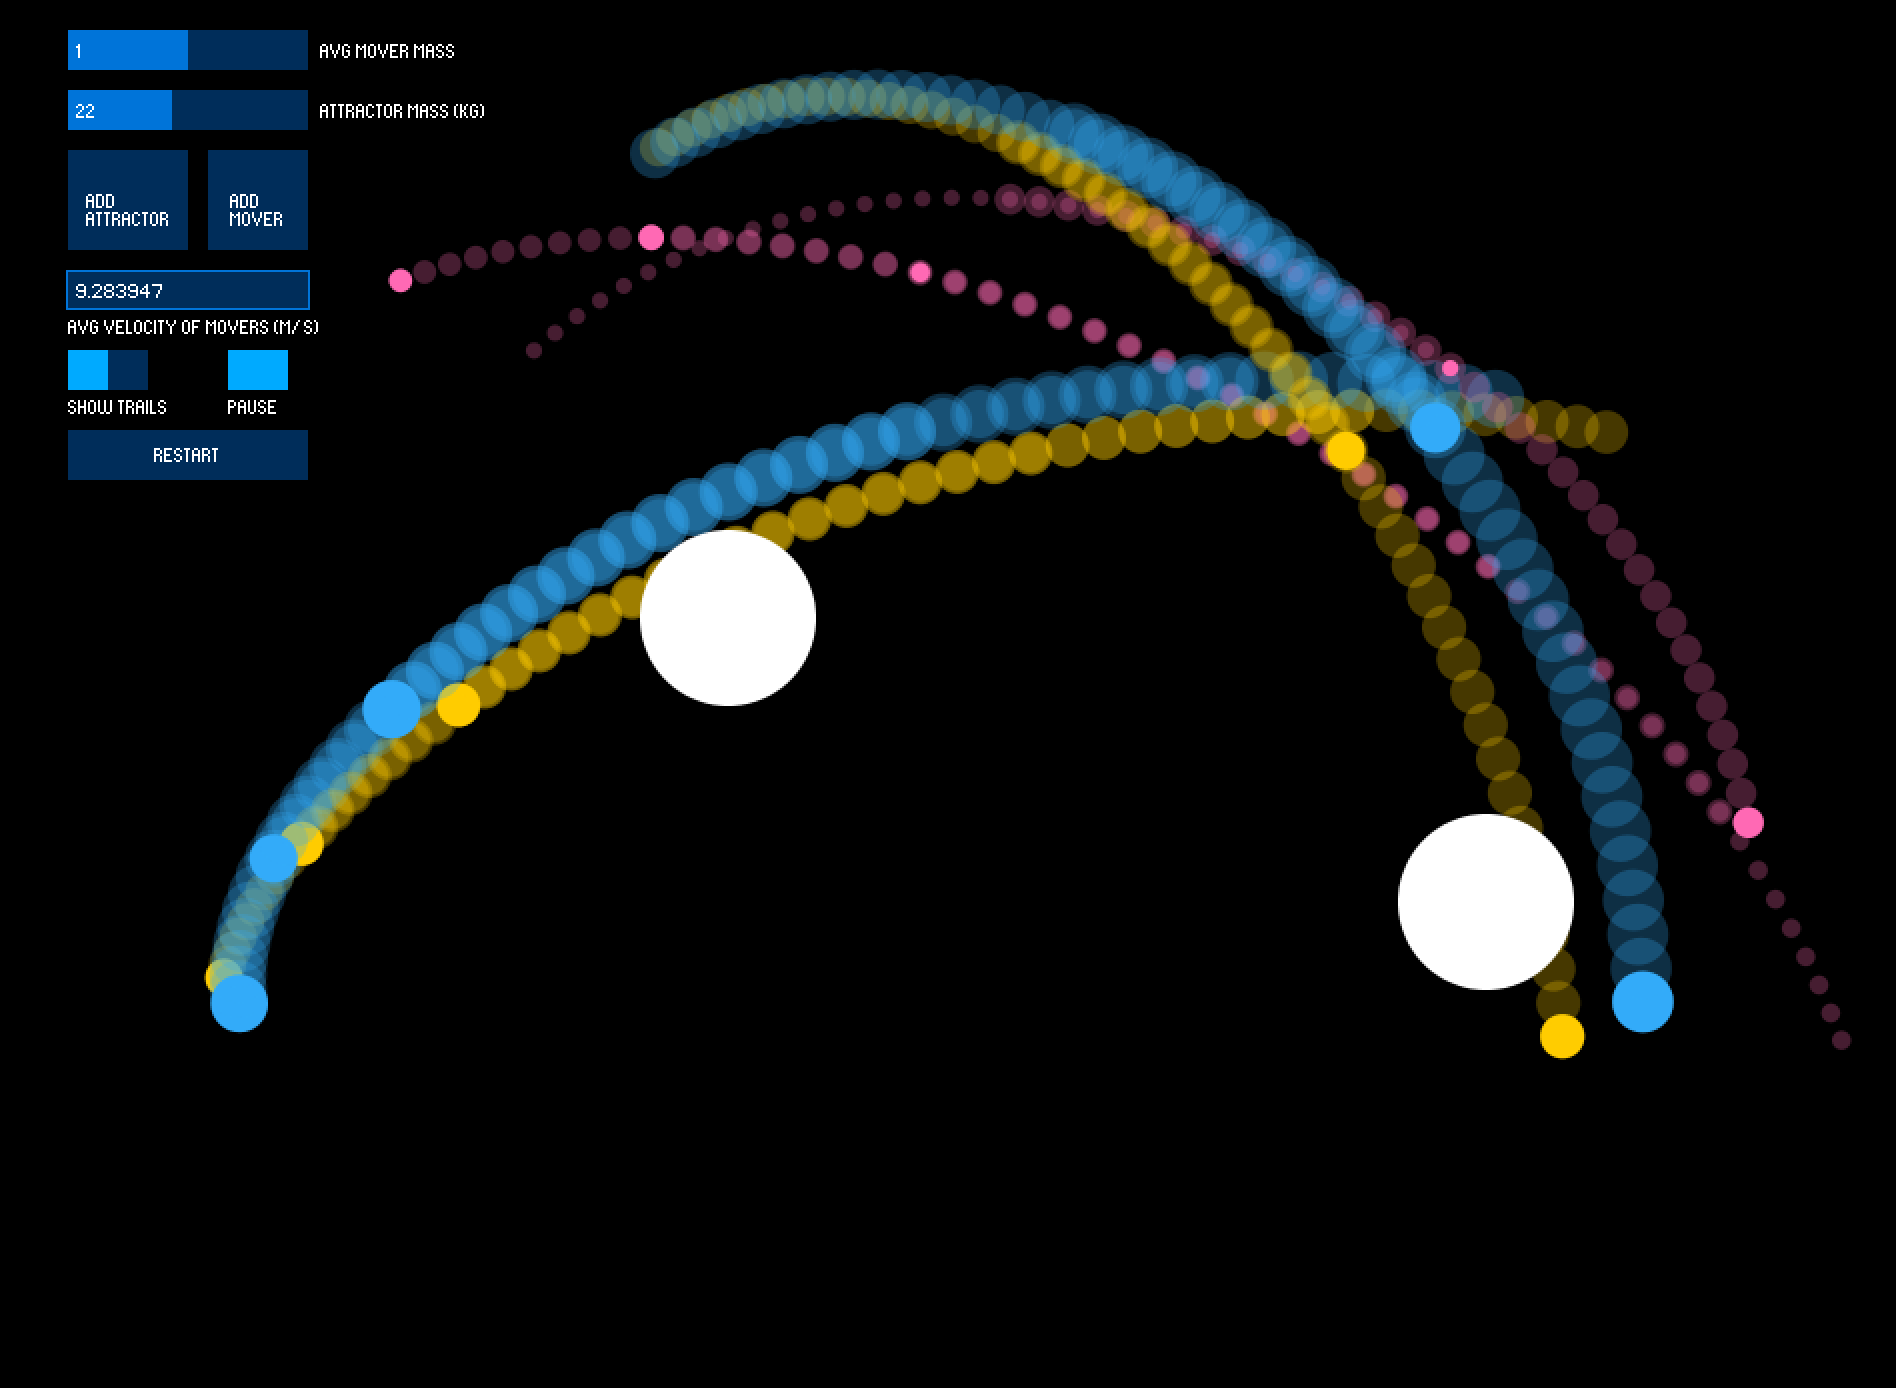 1 AVG MOVER MASS
22 ATTRACTOR MASS (KG)
ADD
ATTRACTOR
ADD
MOVER
9.283947
AVG VELOCITY OF MOVERS (M/S)
SHOW TRAILS PAUSE
RESTART